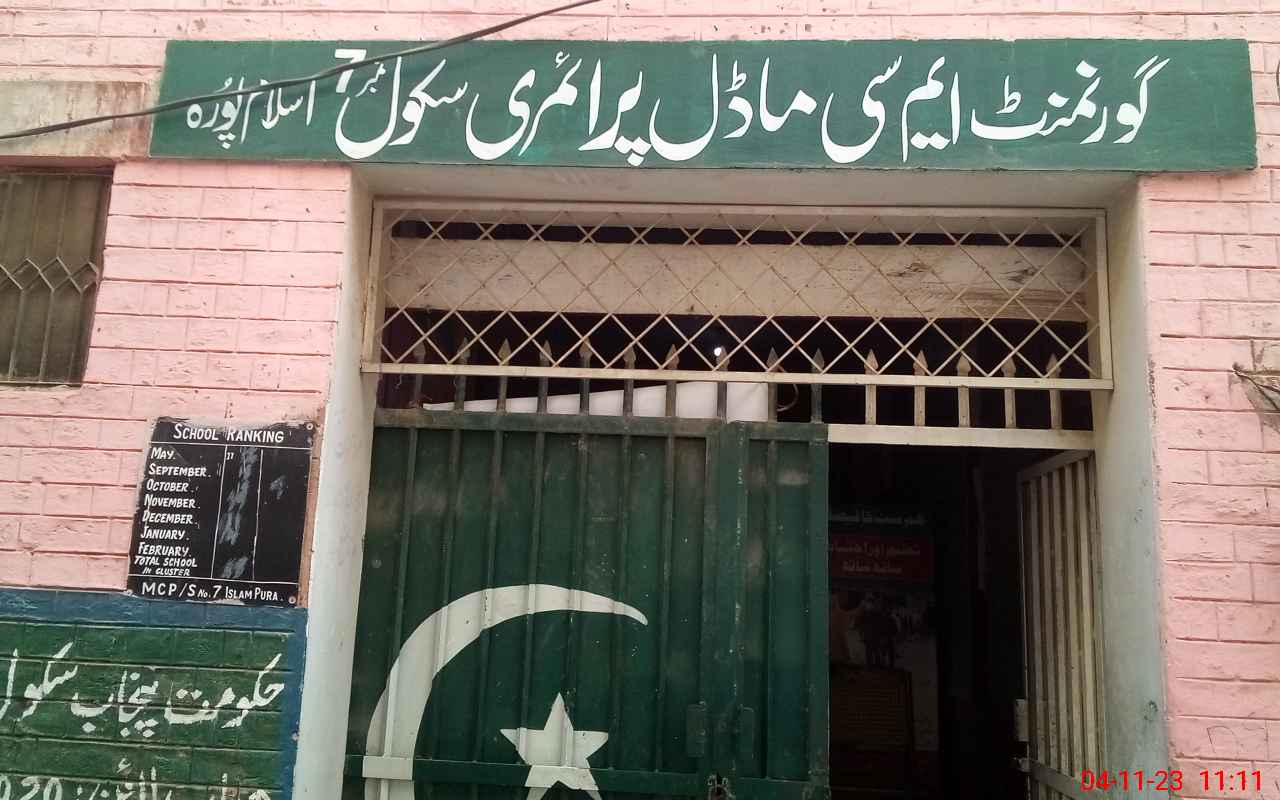 گورنمنٹ ایم سی ماڈل پرائمری سکول نمبر 7 اسلام پورہ
SCHOOL RANKING
MAY. 11
SEPTEMBER.
OCTOBER.
NOVEMBER.
DECEMBER.
JANUARY.
FEBRUARY.
TOTAL SCHOOL
IN CLUSTER
MCP/S No. 7 ISLAM PURA.
حکومت پنجاب سکول
04-11-23 11:11